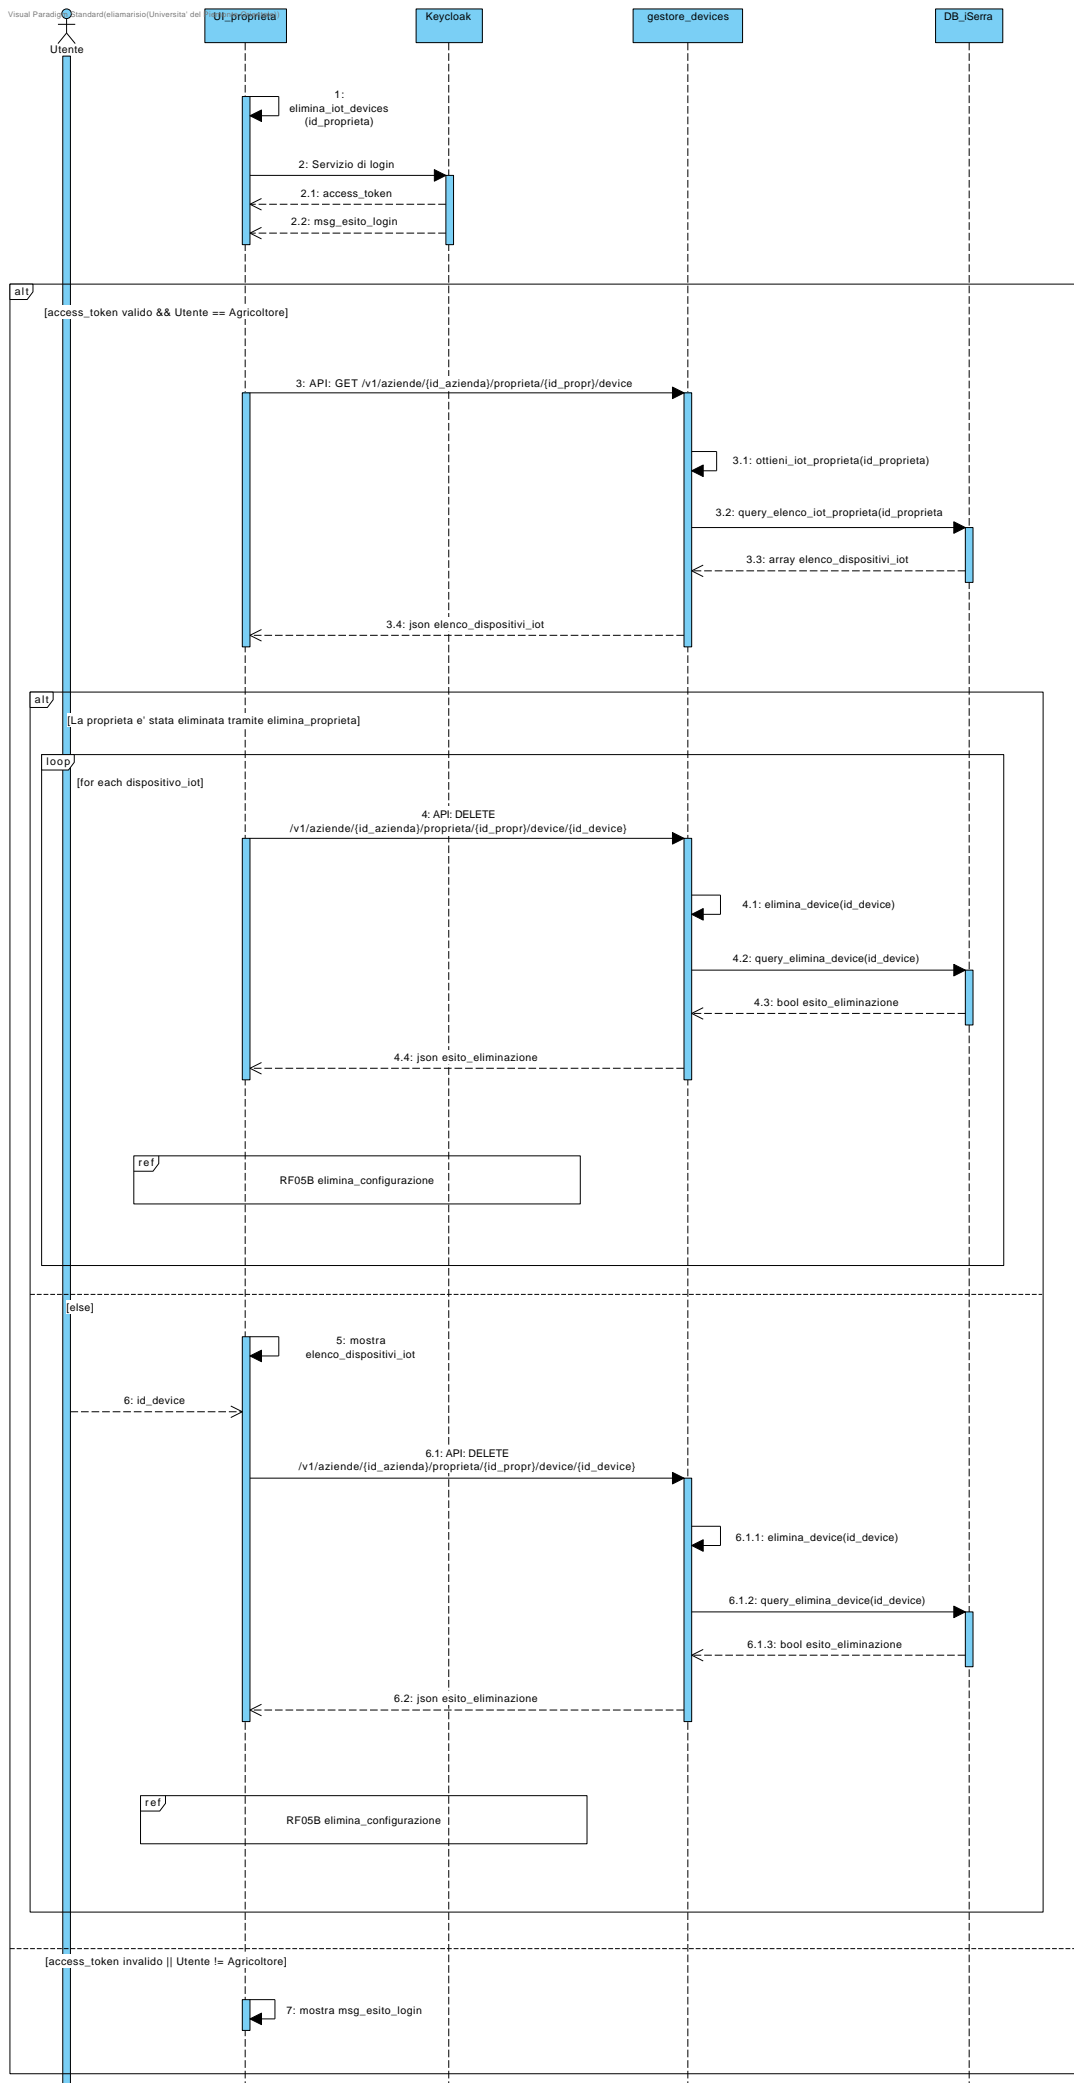 Visual Paradigm Standard(eliamarisio(Universita' del
UI_proprieta
Keycloak
gestore_devices
DB_iSerra
Utente
1:
elimina_iot_devices
(id_proprieta)
2: Servizio di login
2.1: access_token
2.2: msg_esito_login
alt
[access_token valido && Utente == Agricoltore]
3: API: GET /v1/aziende/{id_azienda}/proprieta/{id_propr}/device
3.1: ottieni_iot_proprieta(id_proprieta)
3.2: query_elenco_iot_proprieta(id_proprieta
3.3: array elenco_dispositivi_iot
3.4: json elenco_dispositivi_iot
alt
[La proprieta e' stata eliminata tramite elimina_proprieta]
loop
[for each dispositivo_iot]
4: API: DELETE
/v1/aziende/{id_azienda}/proprieta/{id_propr}/device/{id_device}
4.1: elimina_device(id_device)
4.2: query_elimina_device(id_device)
4.3: bool esito_eliminazione
4.4: json esito_eliminazione
ref
RF05B elimina_configurazione
[else]
5: mostra
elenco_dispositivi_iot
6: id_device
6.1: API: DELETE
/v1/aziende/{id_azienda}/proprieta/{id_propr}/device/{id_device}
6.1.1: elimina_device(id_device)
6.1.2: query_elimina_device(id_device)
6.1.3: bool esito_eliminazione
6.2: json esito_eliminazione
ref
RF05B elimina_configurazione
[access_token invalido || Utente != Agricoltore]
7: mostra msg_esito_login